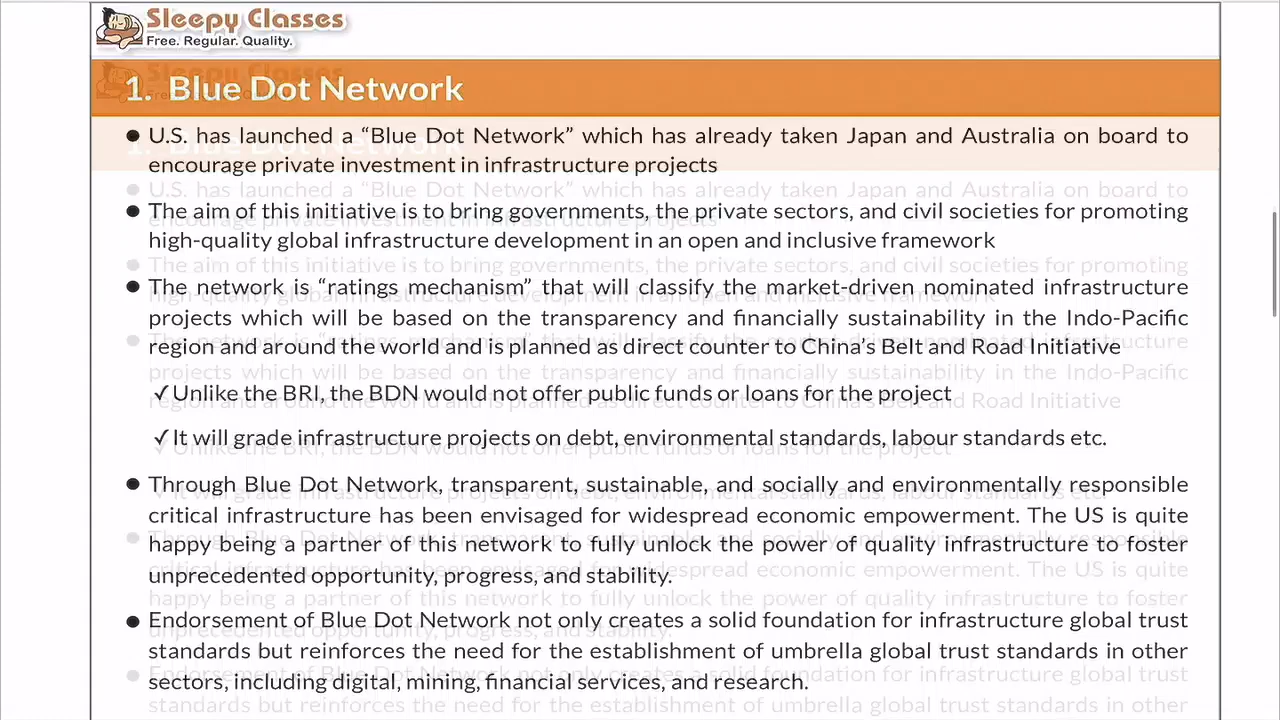 Sleepy Classes
Free. Regular. Quality.
1. Blue Dot Network
● U.S. has launched a “Blue Dot Network” which has already taken Japan and Australia on board to
encourage private investment in infrastructure projects
● The aim of this initiative is to bring governments, the private sectors, and civil societies for promoting
high-quality global infrastructure development in an open and inclusive framework
● The network is “ratings mechanism” that will classify the market-driven nominated infrastructure
projects which will be based on the transparency and financially sustainability in the Indo-Pacific
region and around the world and is planned as direct counter to China’s Belt and Road Initiative
✓Unlike the BRI, the BDN would not offer public funds or loans for the project
✓It will grade infrastructure projects on debt, environmental standards, labour standards etc.
● Through Blue Dot Network, transparent, sustainable, and socially and environmentally responsible
critical infrastructure has been envisaged for widespread economic empowerment. The US is quite
happy being a partner of this network to fully unlock the power of quality infrastructure to foster
unprecedented opportunity, progress, and stability.
● Endorsement of Blue Dot Network not only creates a solid foundation for infrastructure global trust
standards but reinforces the need for the establishment of umbrella global trust standards in other
sectors, including digital, mining, financial services, and research.